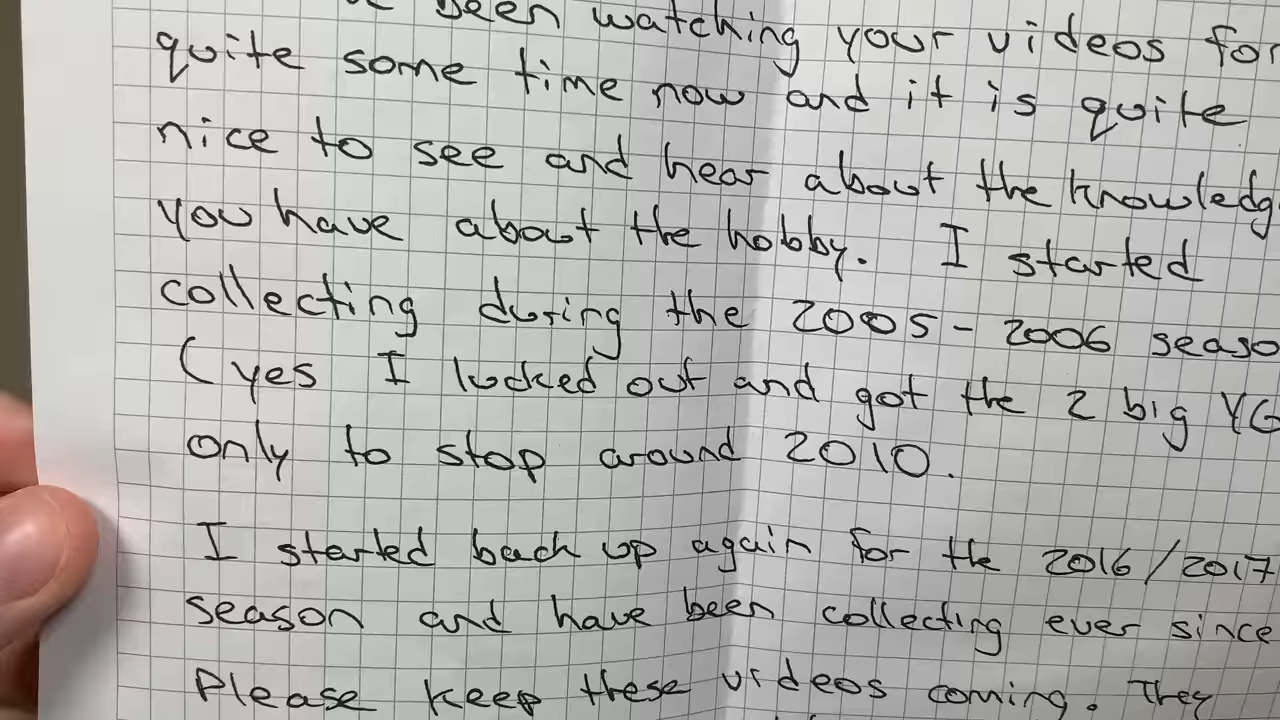 been watching your videos for
quite some time now and it is quite
nice to see and hear about the knowledg
you have about the hobby. I started
collecting during the 2005-2006 seaso
(yes I lucked out and got the 2 big YG
only to stop around 2010.
I started back up again for the 2016/2017
season and have been collecting ever since
Please keep these videos coming. They